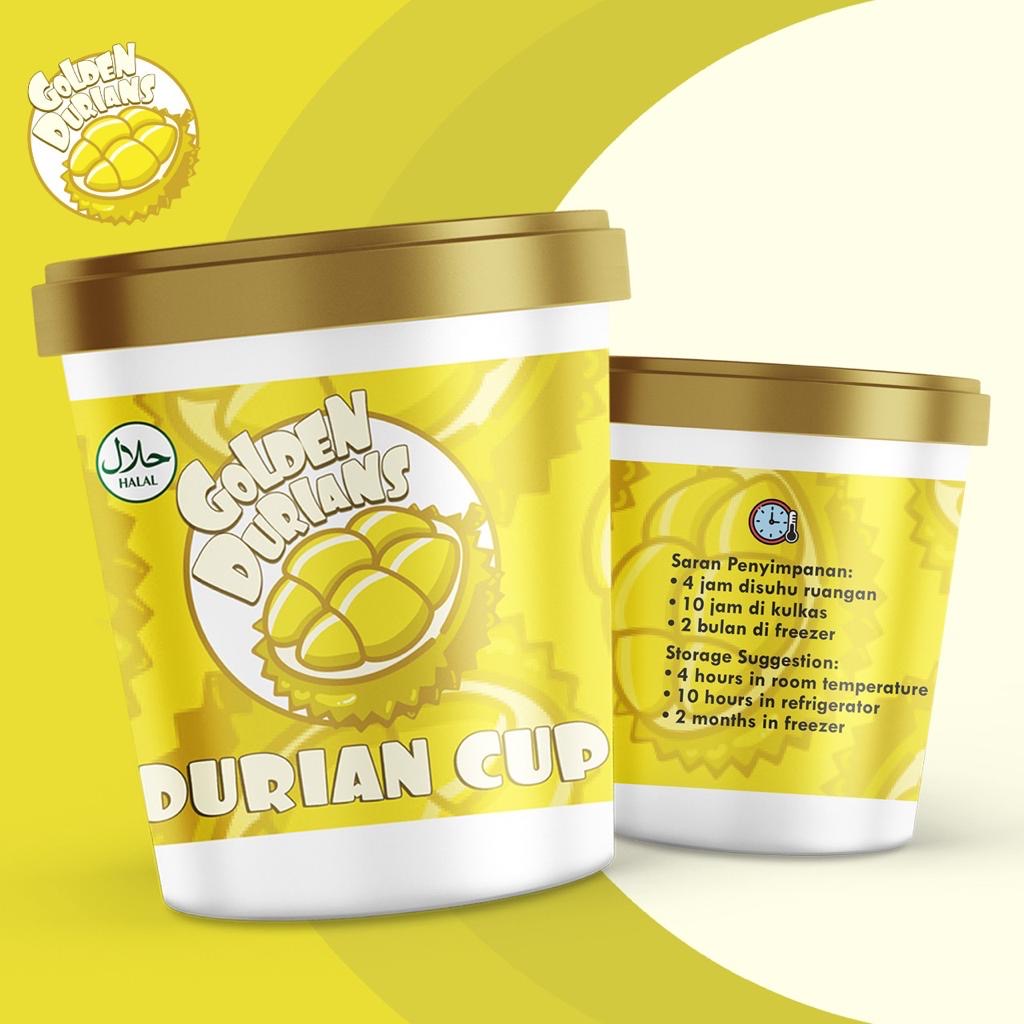 GOLDEN
DURIANS
حلال
HALAL
GOLDEN
DURIANS
DURIAN CUP
Saran Penyimpanan:
• 4 jam disuhu ruangan
• 10 jam di kulkas
• 2 bulan di freezer
Storage Suggestion:
• 4 hours in room temperature
• 10 hours in refrigerator
• 2 months in freezer